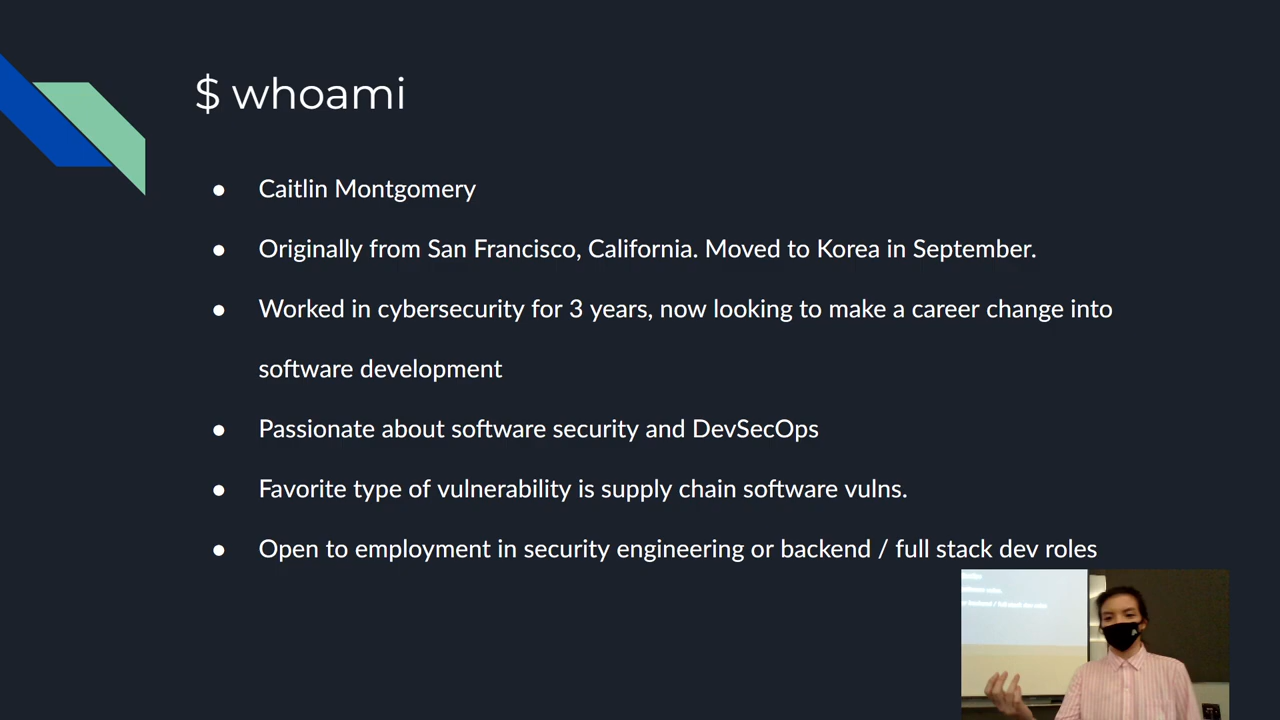 $ whoami
● Caitlin Montgomery
● Originally from San Francisco, California. Moved to Korea in September.
● Worked in cybersecurity for 3 years, now looking to make a career change into
software development
● Passionate about software security and DevSecOps
● Favorite type of vulnerability is supply chain software vulns.
● Open to employment in security engineering or backend / full stack dev roles